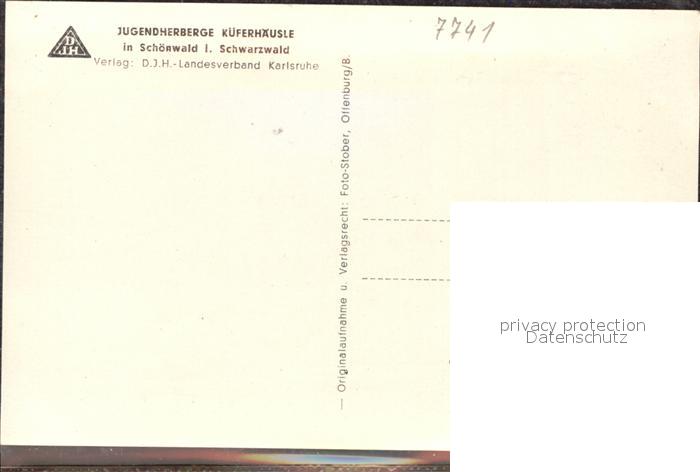 JUGENDHERBERGE KÜFERHÄUSLE
in Schönwald i. Schwarzwald
Verlag: D.J.H.-Landesverband Karlsruhe
DJH
7741
— Originalaufnahme u. Verlagsrecht: Foto-Stober, Offenburg/B.
privacy protection
Datenschutz